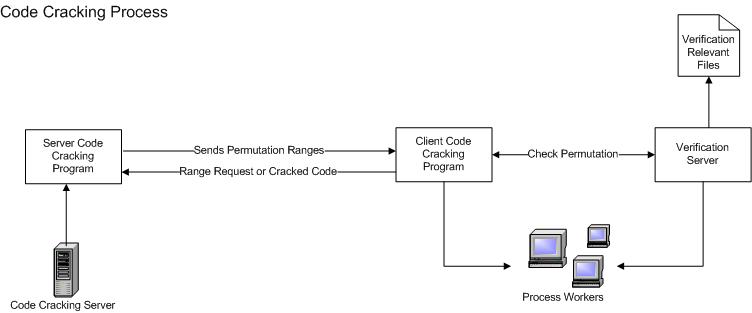 Code Cracking Process
Verification
Relevant
Files
Server Code
Cracking
Program
Sends Permutation Ranges
Range Request or Cracked Code
Client Code
Cracking
Program
Check Permutation
Verification
Server
Code Cracking Server
Process Workers